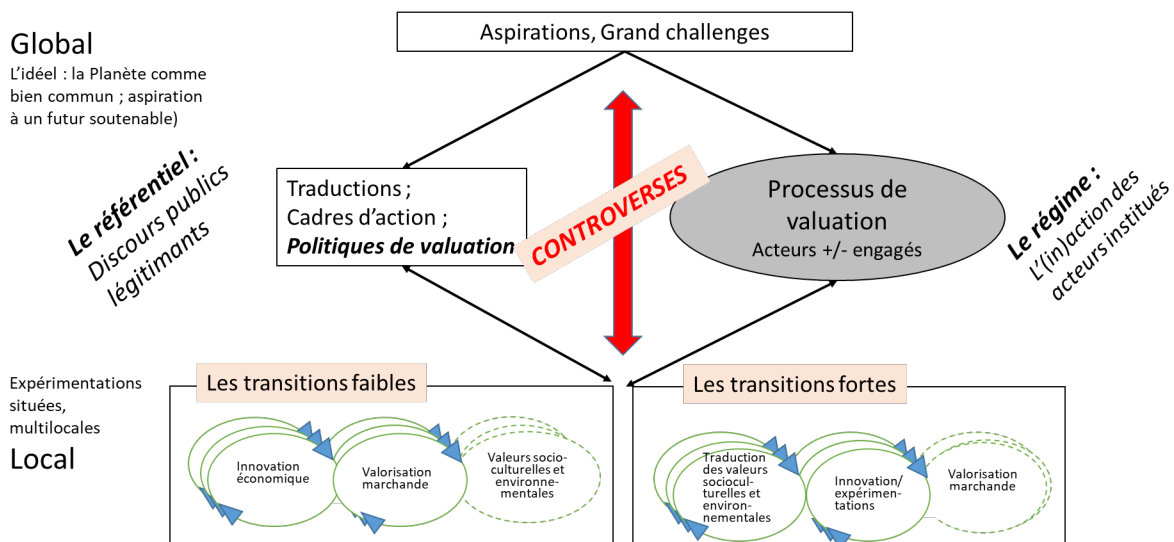 Aspirations, Grand challenges
Global
L’idéel : la Planète comme
bien commun ; aspiration
à un futur soutenable)
Le référentiel :
Discours publics
légitimants
Traductions ;
Cadres d’action ;
Politiques de valuation
CONTROVERSES
Processus de
valuation
Acteurs +/- engagés
Le régime :
L’(in)action des
acteurs institués
Expérimentations
situées,
multilocales
Local
Les transitions faibles
Innovation
économique
Valorisation
marchande
Valeurs socio-
culturelles et
environne-
mentales
Les transitions fortes
Traduction
des valeurs
sociocul-
turelles et
environ-
nementales
Innovation/
expérimen-
tations
Valorisation
marchande